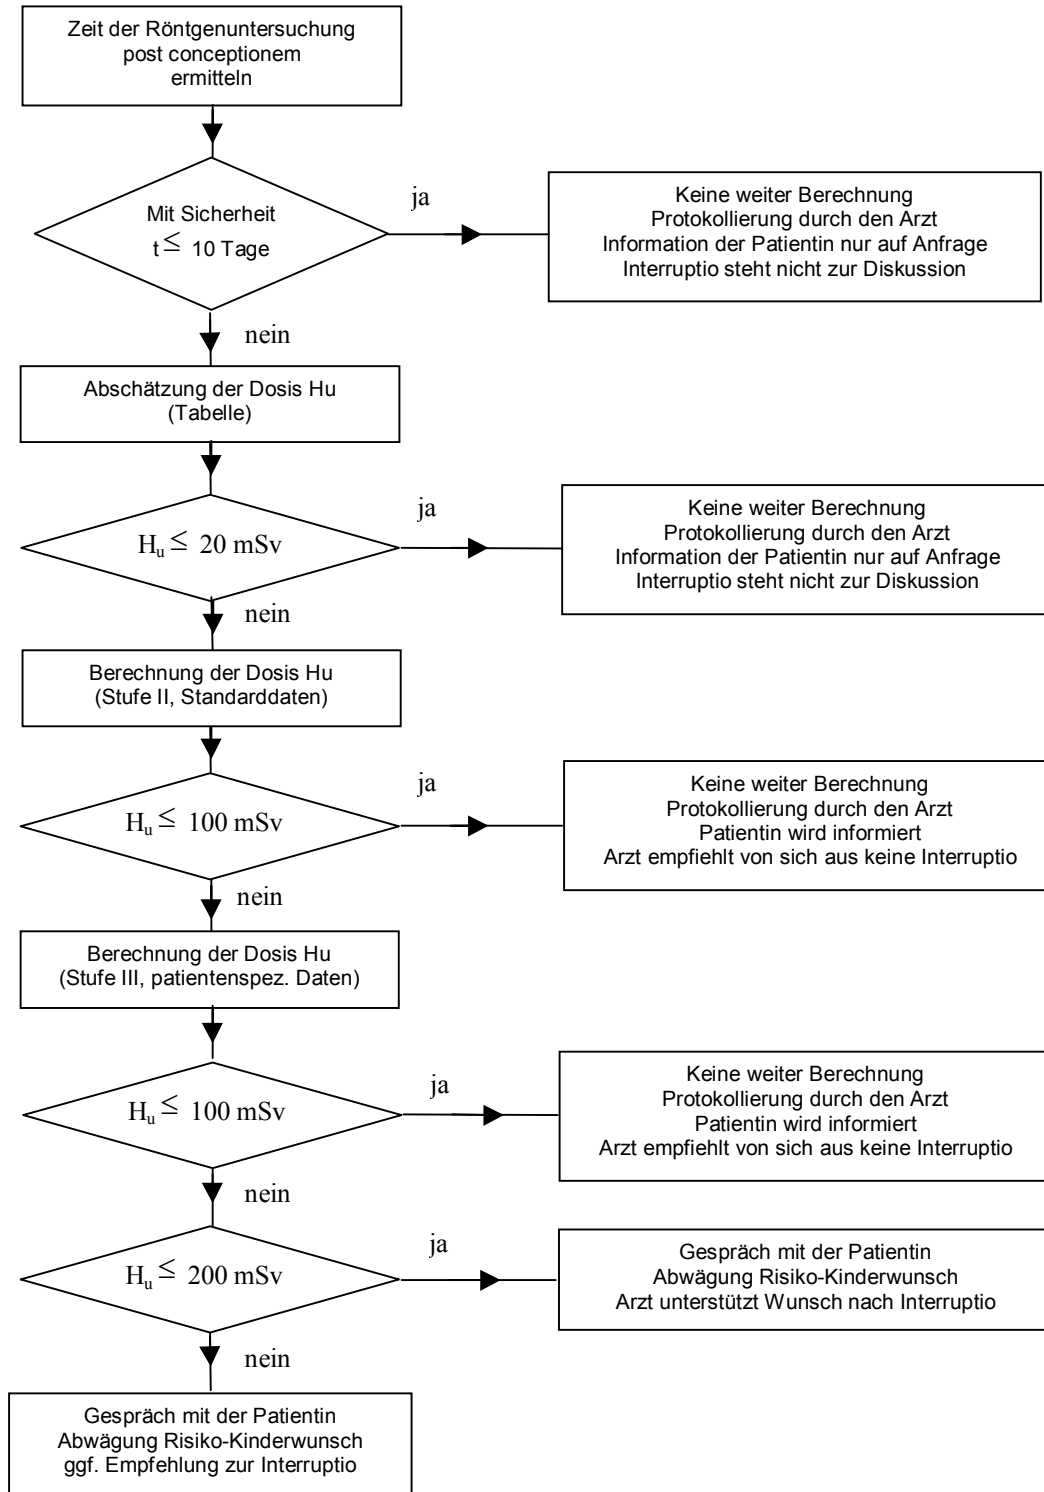 Zeit der Röntgenuntersuchung
post conceptionem
ermitteln
Mit Sicherheit
t ≤ 10 Tage
ja
Keine weiter Berechnung
Protokollierung durch den Arzt
Information der Patientin nur auf Anfrage
Interruptio steht nicht zur Diskussion
nein
Abschätzung der Dosis Hu
(Tabelle)
Hu ≤ 20 mSv
ja
Keine weiter Berechnung
Protokollierung durch den Arzt
Information der Patientin nur auf Anfrage
Interruptio steht nicht zur Diskussion
nein
Berechnung der Dosis Hu
(Stufe II, Standarddaten)
Hu ≤ 100 mSv
ja
Keine weiter Berechnung
Protokollierung durch den Arzt
Patientin wird informiert
Arzt empfiehlt von sich aus keine Interruptio
nein
Berechnung der Dosis Hu
(Stufe III, patientenspez. Daten)
Hu ≤ 100 mSv
ja
Keine weiter Berechnung
Protokollierung durch den Arzt
Patientin wird informiert
Arzt empfiehlt von sich aus keine Interruptio
nein
Hu ≤ 200 mSv
ja
Gespräch mit der Patientin
Abwägung Risiko-Kinderwunsch
Arzt unterstützt Wunsch nach Interruptio
nein
Gespräch mit der Patientin
Abwägung Risiko-Kinderwunsch
ggf. Empfehlung zur Interruptio